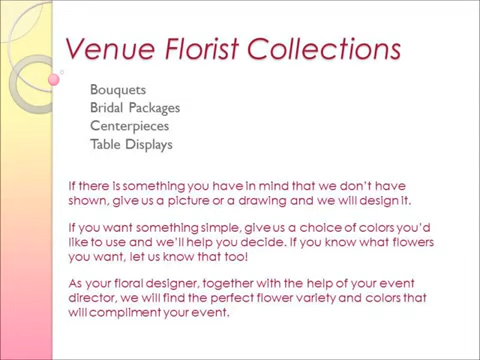 Venue Florist Collections
Bouquets
Bridal Packages
Centerpieces
Table Displays
If there is something you have in mind that we don't have
shown, give us a picture or a drawing and we will design it.
If you want something simple, give us a choice of colors you'd
like to use and we'll help you decide. If you know what flowers
you want, let us know that too!
As your floral designer, together with the help of your event
director, we will find the perfect flower variety and colors that
will compliment your event.